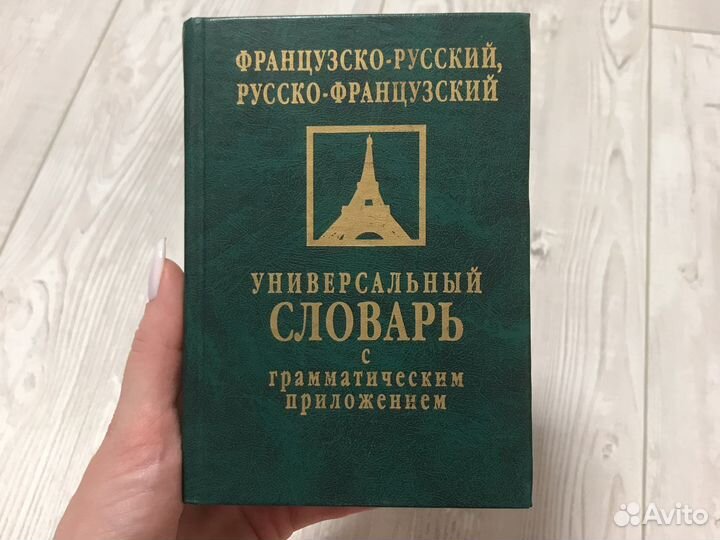 ФРАНЦУЗСКО-РУССКИЙ,
РУССКО-ФРАНЦУЗСКИЙ
УНИВЕРСАЛЬНЫЙ
СЛОВАРЬ
с
грамматическим
приложением
Avito